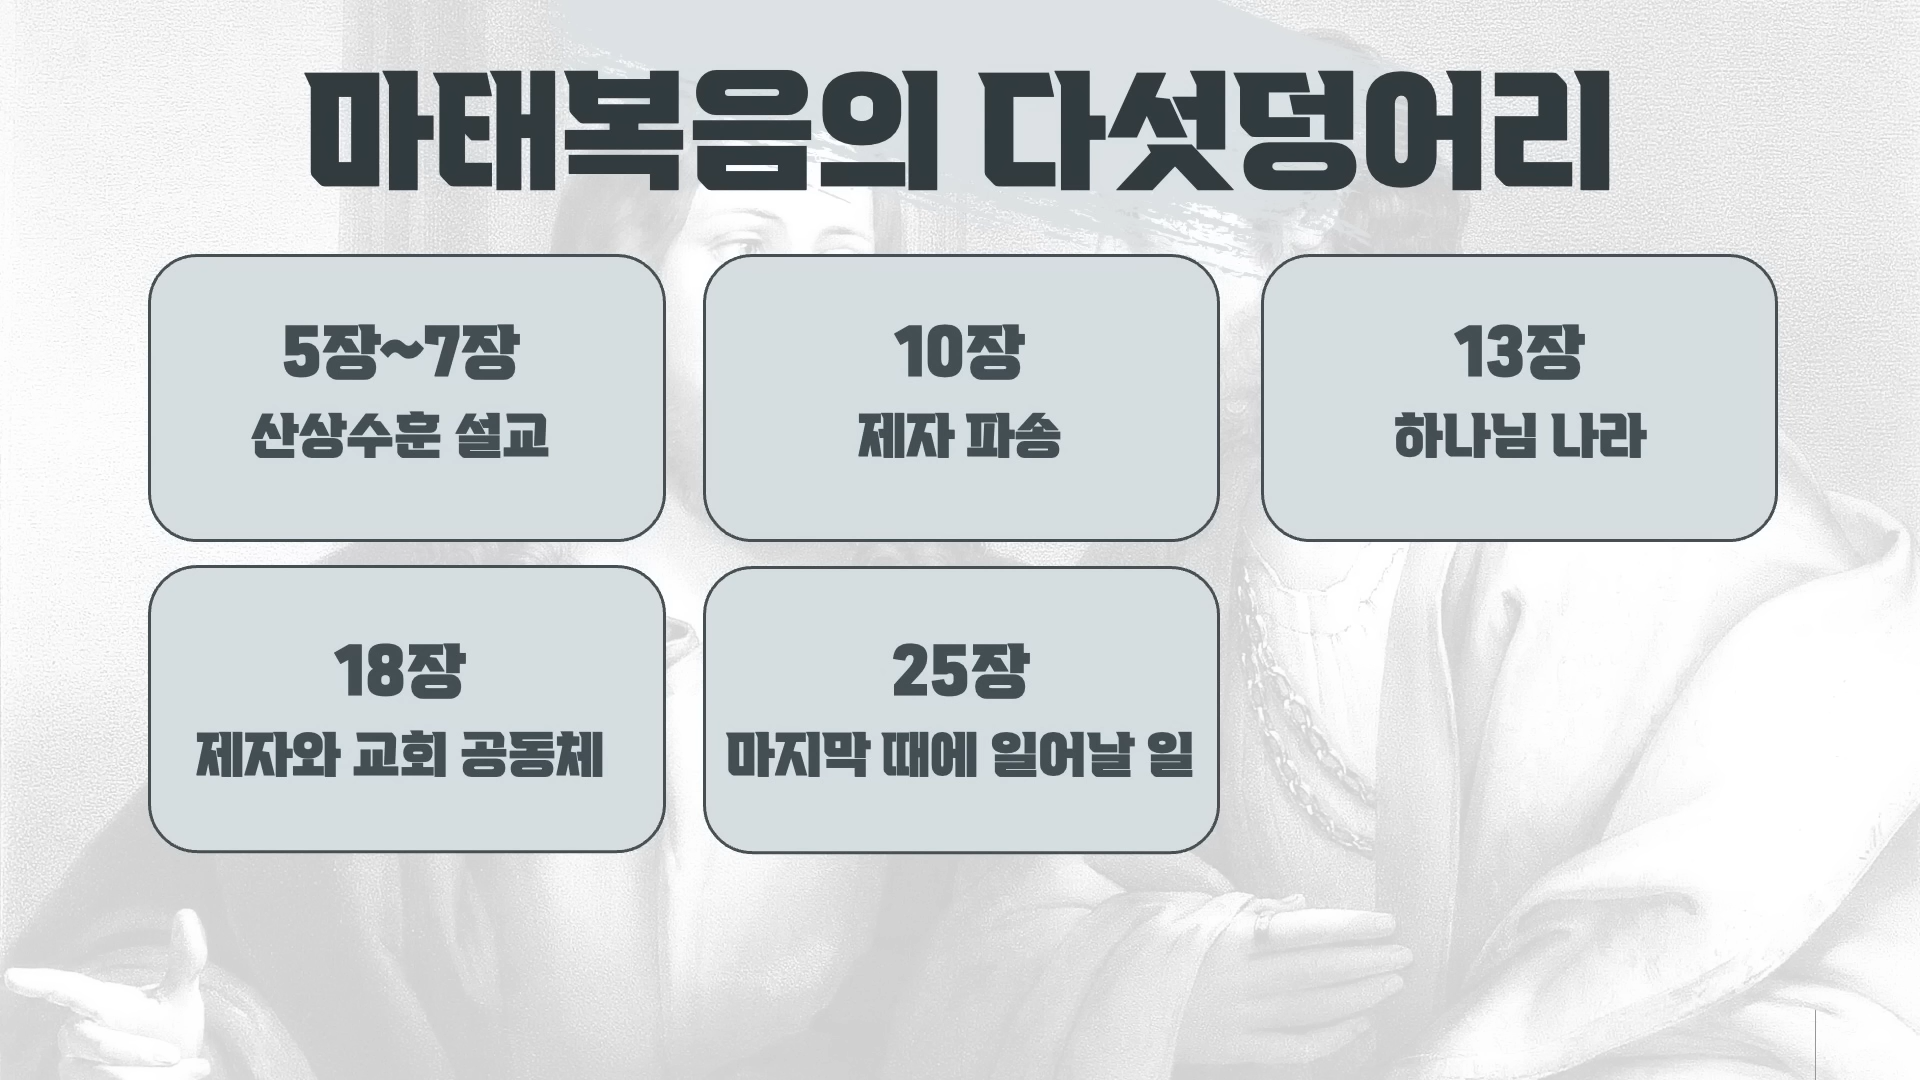 마태복음의 다섯덩어리
5장~7장
산상수훈 설교
10장
제자 파송
13장
하나님 나라
18장
제자와 교회 공동체
25장
마지막 때에 일어날 일